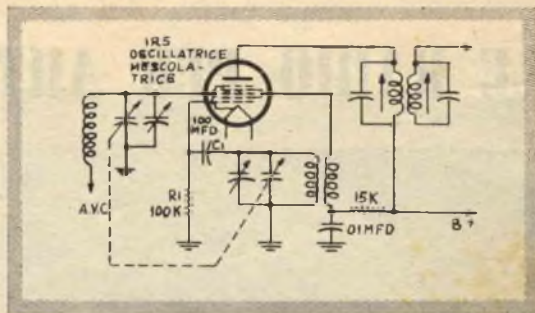 1R5
OSCILLATRICE
MESCOLA-
TRICE
100
MFD
C1
A.V.C.
R1
100K
15K
01MFD
B+
+